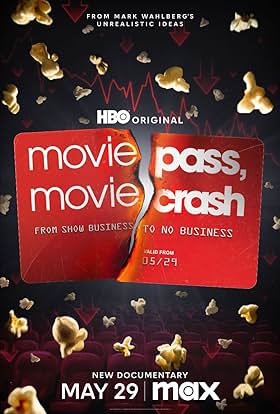 FROM MARK WAHLBERG'S
UNREALISTIC IDEAS
HBO ORIGINAL
movie pass,
movie crash
FROM SHOW BUSINESS TO NO BUSINESS
VALID FROM
05/29
NEW DOCUMENTARY
MAY 29 | max